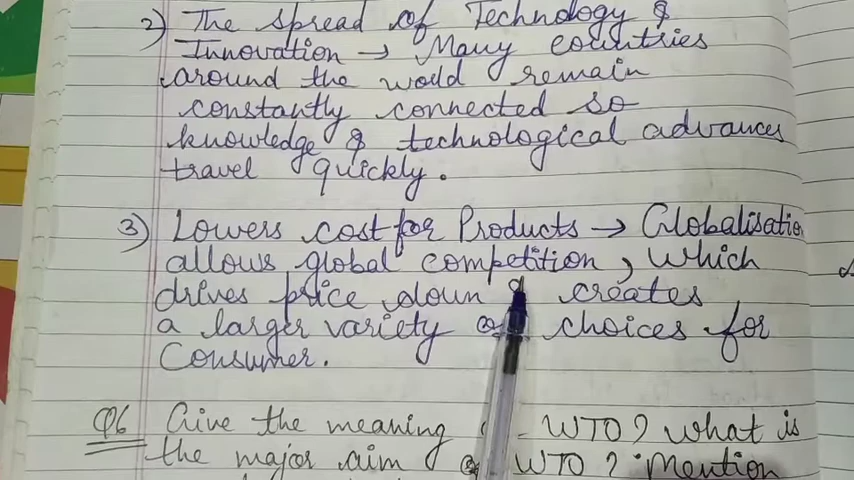 2) The spread of Technology &
Innovation → Many countries
around the world remain
constantly connected so
knowledge & technological advances
travel quickly.
3) Lowers cost for Products → Globalisation
allows global competition, which
drives price down & creates
a larger variety of choices for
Consumer.
Q6 Give the meaning WTO? what is
the major aim of WTO? Mention